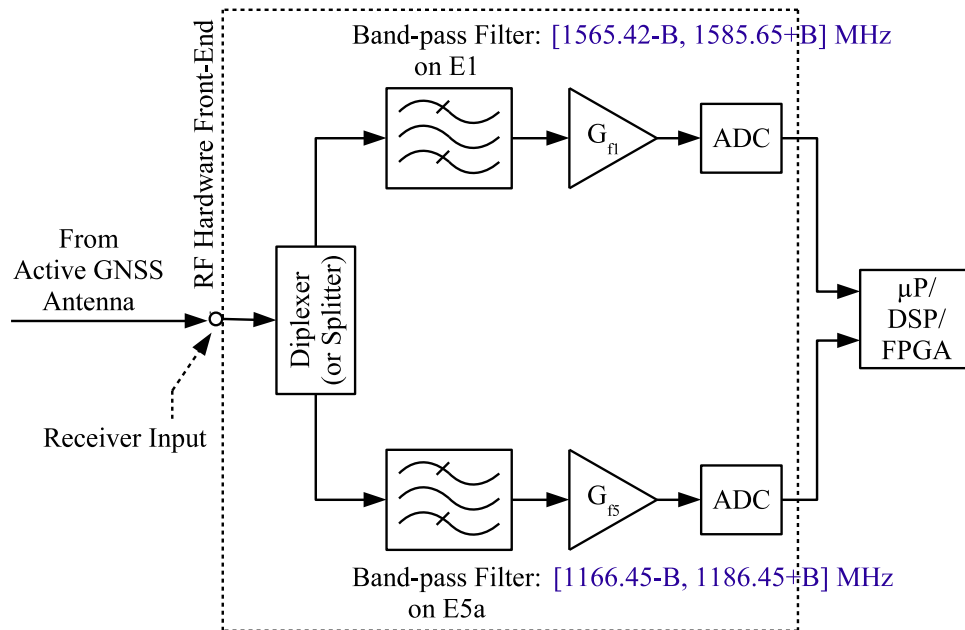 Band-pass Filter: [1565.42-B, 1585.65+B] MHz
on E1
RF Hardware Front-End
G f1
ADC
From
Active GNSS
Antenna
Diplexer
(or Splitter)
µP/
DSP/
FPGA
Receiver Input
G f5
ADC
Band-pass Filter: [1166.45-B, 1186.45+B] MHz
on E5a